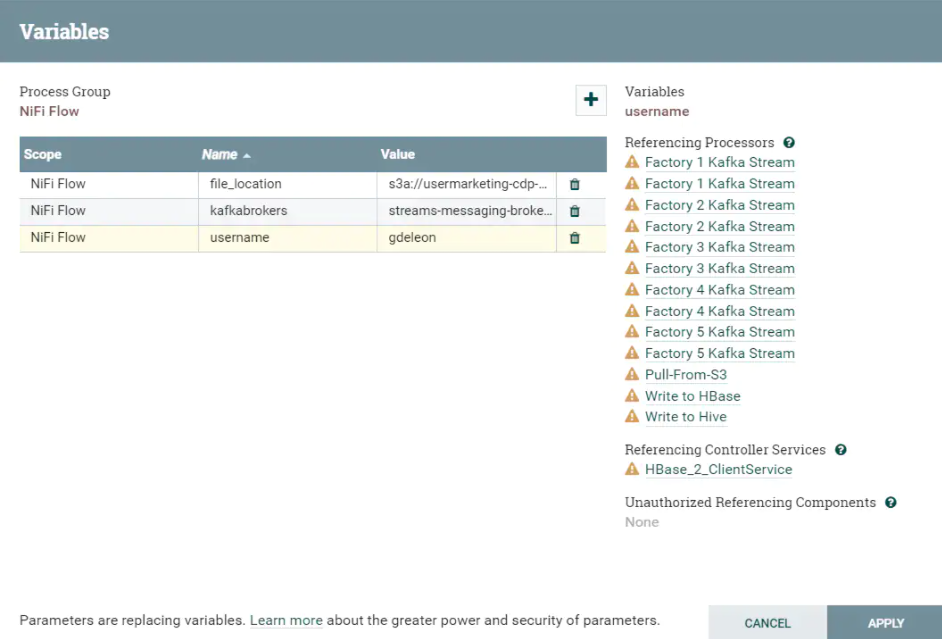 Variables
Process Group
NiFi Flow
Scope Name Value
NiFi Flow file_location s3a://usermarketing-cdp-...
NiFi Flow kafkabrokers streams-messaging-broke...
NiFi Flow username gdeleon
Variables
username
Referencing Processors
Factory 1 Kafka Stream
Factory 1 Kafka Stream
Factory 2 Kafka Stream
Factory 2 Kafka Stream
Factory 3 Kafka Stream
Factory 3 Kafka Stream
Factory 4 Kafka Stream
Factory 4 Kafka Stream
Factory 5 Kafka Stream
Factory 5 Kafka Stream
Pull-From-S3
Write to HBase
Write to Hive
Referencing Controller Services
HBase_2_ClientService
Unauthorized Referencing Components
None
Parameters are replacing variables. Learn more about the greater power and security of parameters.
CANCEL APPLY